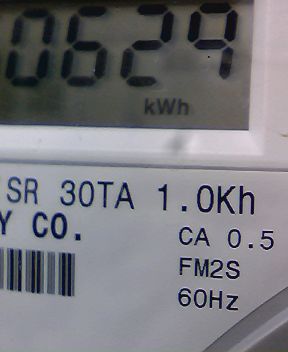 0629
kWh
SR 30TA 1.0Kh
Y CO.
CA 0.5
FM2S
60Hz